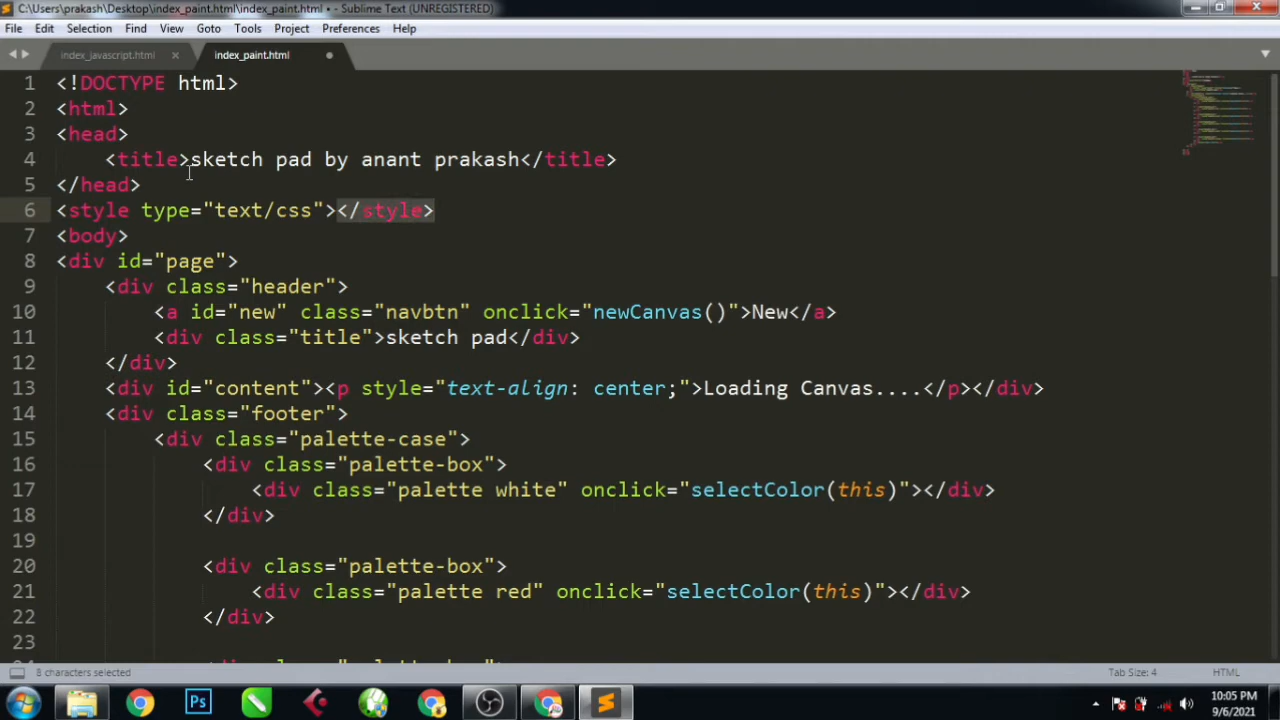 C:\Users\prakash\Desktop\index_paint.html\index_paint.html • - Sublime Text (UNREGISTERED)
File Edit Selection Find View Goto Tools Project Preferences Help
index_javascript.html index_paint.html
1 <!DOCTYPE html>
2 <html>
3 <head>
4 <title>sketch pad by anant prakash</title>
5 </head>
6 <style type="text/css"></style>
7 <body>
8 <div id="page">
9 <div class="header">
10 <a id="new" class="navbtn" onclick="newCanvas()">New</a>
11 <div class="title">sketch pad</div>
12 </div>
13 <div id="content"><p style="text-align: center;">Loading Canvas....</p></div>
14 <div class="footer">
15 <div class="palette-case">
16 <div class="palette-box">
17 <div class="palette white" onclick="selectColor(this)"></div>
18 </div>
19
20 <div class="palette-box">
21 <div class="palette red" onclick="selectColor(this)"></div>
22 </div>
23
8 characters selected Tab Size: 4 HTML
Ps
10:05 PM
9/6/2021